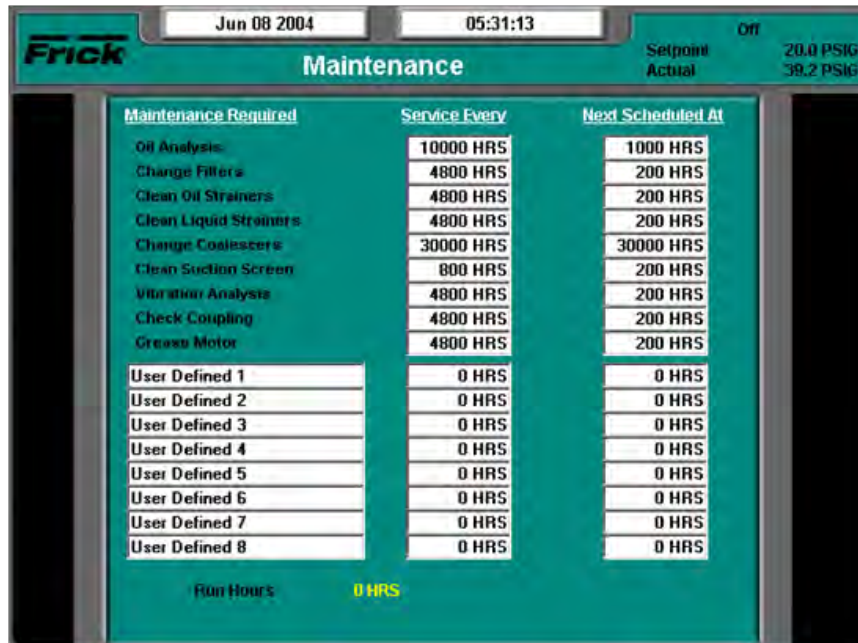 Jun 08 2004 05:31:13 Off
Frick Maintenance Setpoint 20.0 PSIG
Actual 39.2 PSIG
Maintenance Required Service Every Next Scheduled At
Oil Analysis 10000 HRS 1000 HRS
Change Filters 4800 HRS 200 HRS
Clean Oil Strainers 4800 HRS 200 HRS
Clean Liquid Strainers 4800 HRS 200 HRS
Change Coalescers 30000 HRS 30000 HRS
Clean Suction Screen 800 HRS 200 HRS
Vibration Analysis 4800 HRS 200 HRS
Check Coupling 4800 HRS 200 HRS
Grease Motor 4800 HRS 200 HRS
User Defined 1 0 HRS 0 HRS
User Defined 2 0 HRS 0 HRS
User Defined 3 0 HRS 0 HRS
User Defined 4 0 HRS 0 HRS
User Defined 5 0 HRS 0 HRS
User Defined 6 0 HRS 0 HRS
User Defined 7 0 HRS 0 HRS
User Defined 8 0 HRS 0 HRS
Run Hours 0 HRS